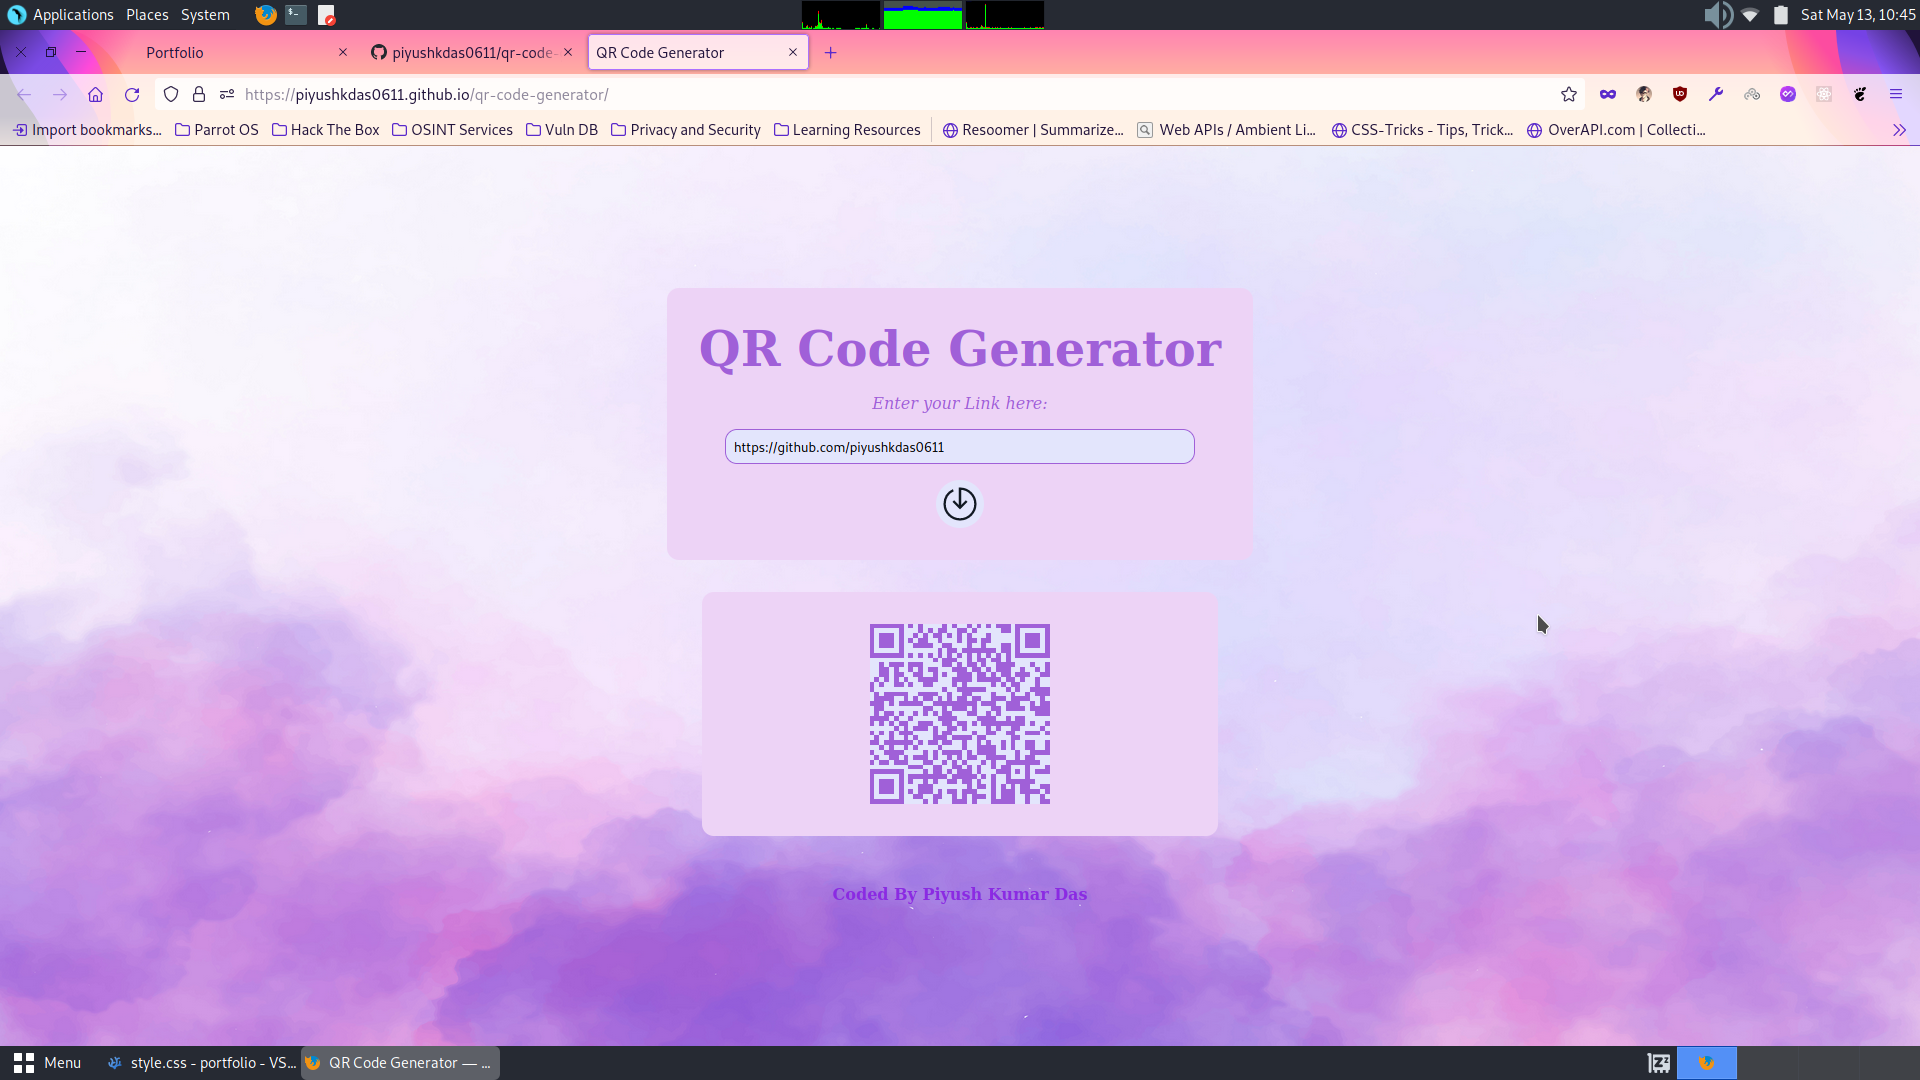 Applications Places System
Sat May 13, 10:45
Portfolio
piyushkdas0611/qr-code-
QR Code Generator
https://piyushkdas0611.github.io/qr-code-generator/
Import bookmarks... Parrot OS Hack The Box OSINT Services Vuln DB Privacy and Security Learning Resources Resoomer | Summarize... Web APIs / Ambient Li... CSS-Tricks - Tips, Trick... OverAPI.com | Collecti...
QR Code Generator
Enter your Link here:
https://github.com/piyushkdas0611
Coded By Piyush Kumar Das
Menu style.css - portfolio - VS... QR Code Generator — ...